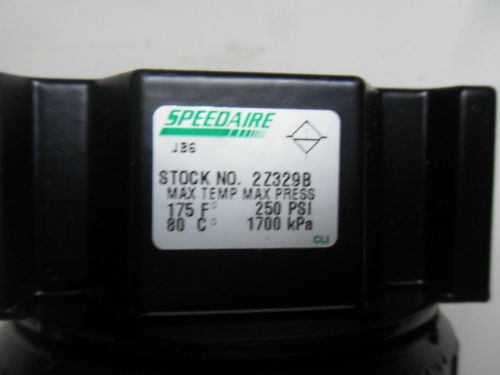 SPEEDAIRE
JB6
STOCK NO. 2Z329B
MAX TEMP MAX PRESS
175 F° 250 PSI
80 C° 1700 kPa
CLI